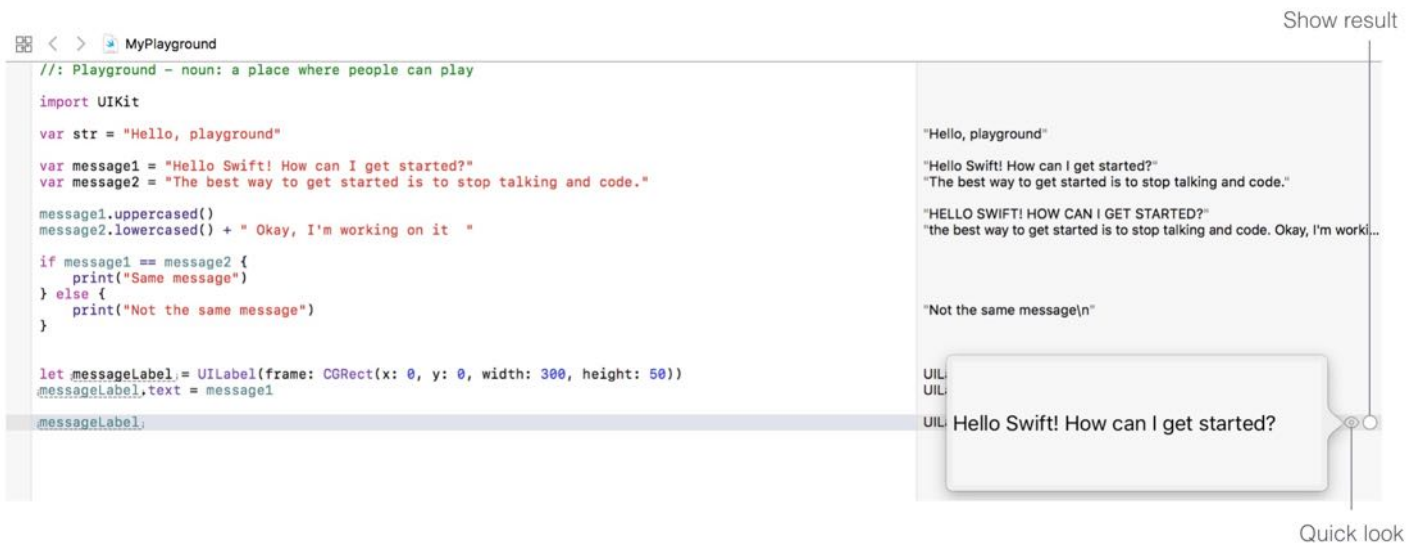 Show result
MyPlayground
//: Playground – noun: a place where people can play
import UIKit
var str = "Hello, playground"
"Hello, playground"
var message1 = "Hello Swift! How can I get started?"
"Hello Swift! How can I get started?"
var message2 = "The best way to get started is to stop talking and code."
"The best way to get started is to stop talking and code."
message1.uppercased()
"HELLO SWIFT! HOW CAN I GET STARTED?"
message2.lowercased() + " Okay, I'm working on it  "
"the best way to get started is to stop talking and code. Okay, I'm worki...
if message1 == message2 {
print("Same message")
} else {
print("Not the same message")
"Not the same message\n"
}
let messageLabel = UILabel(frame: CGRect(x: 0, y: 0, width: 300, height: 50))
UIL
messageLabel.text = message1
UIL
messageLabel
UIL
Hello Swift! How can I get started?
Quick look